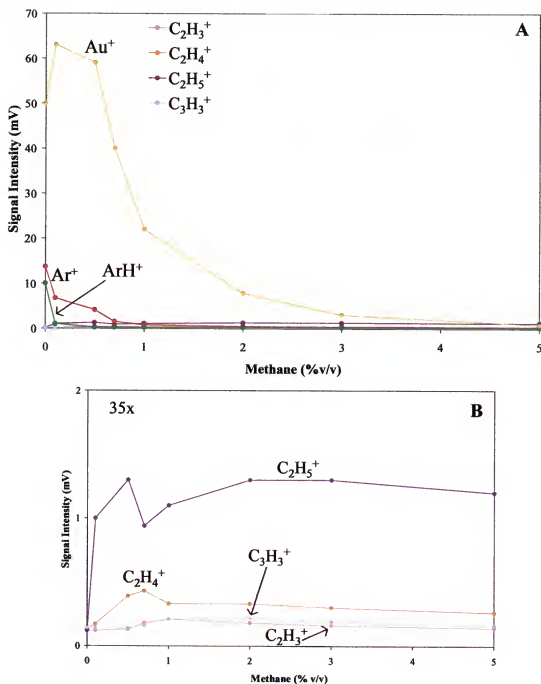 A
70
60
50
40
30
20
10
0
Signal Intensity (mV)
Au⁺
C₂H₃⁺
C₂H₄⁺
C₂H₅⁺
C₃H₃⁺
Ar⁺
ArH⁺
0 1 2 3 4 5
Methane (%v/v)
35x
B
2
1
0
Signal Intensity (mV)
C₂H₅⁺
C₂H₄⁺
C₃H₃⁺
C₂H₃⁺
0 1 2 3 4 5
Methane (%v/v)